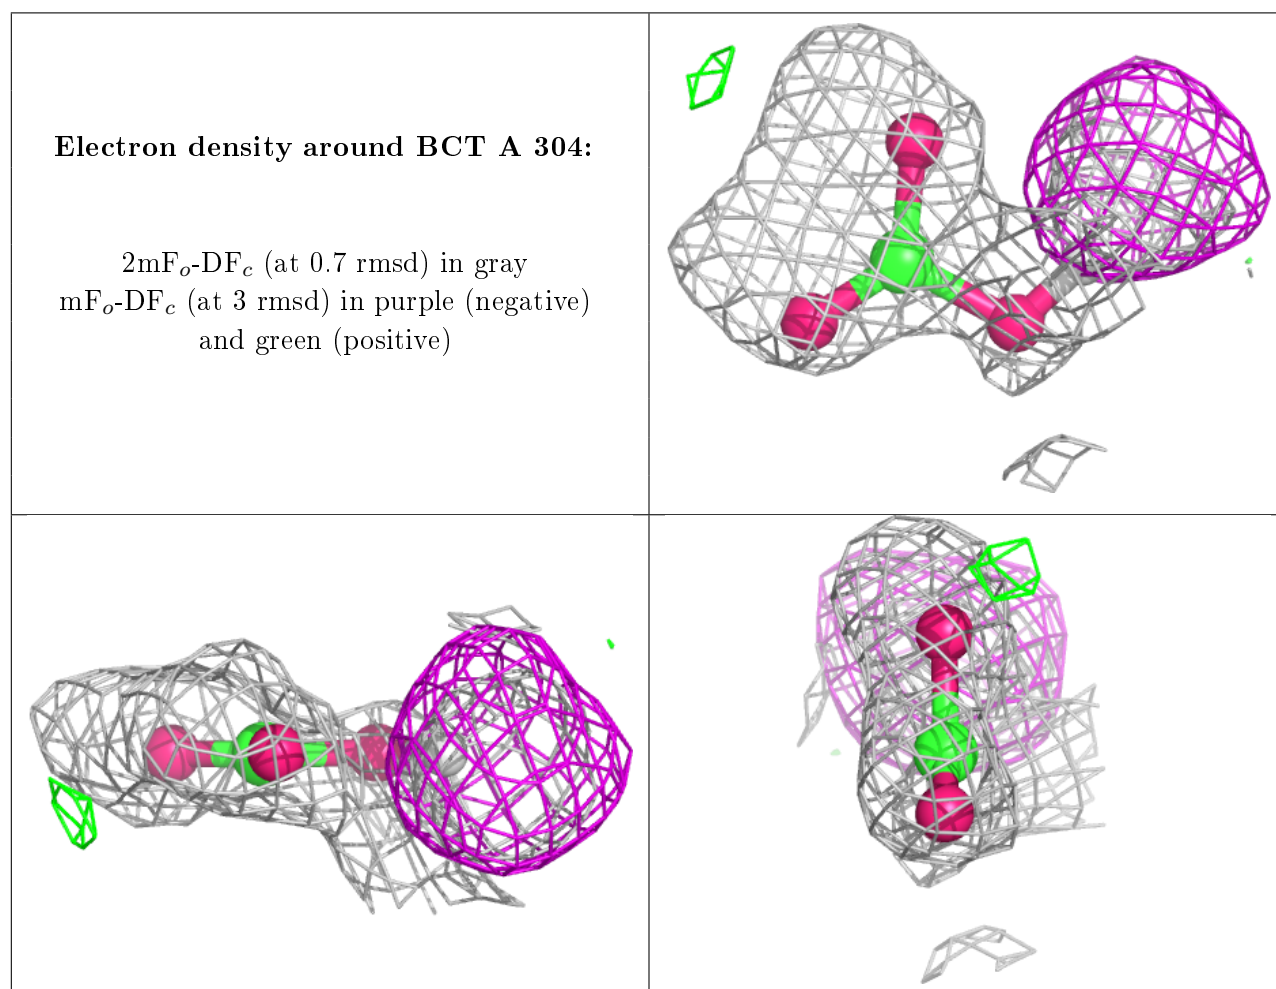 Electron density around BCT A 304:
2mFo-DFc (at 0.7 rmsd) in gray
mFo-DFc (at 3 rmsd) in purple (negative)
and green (positive)